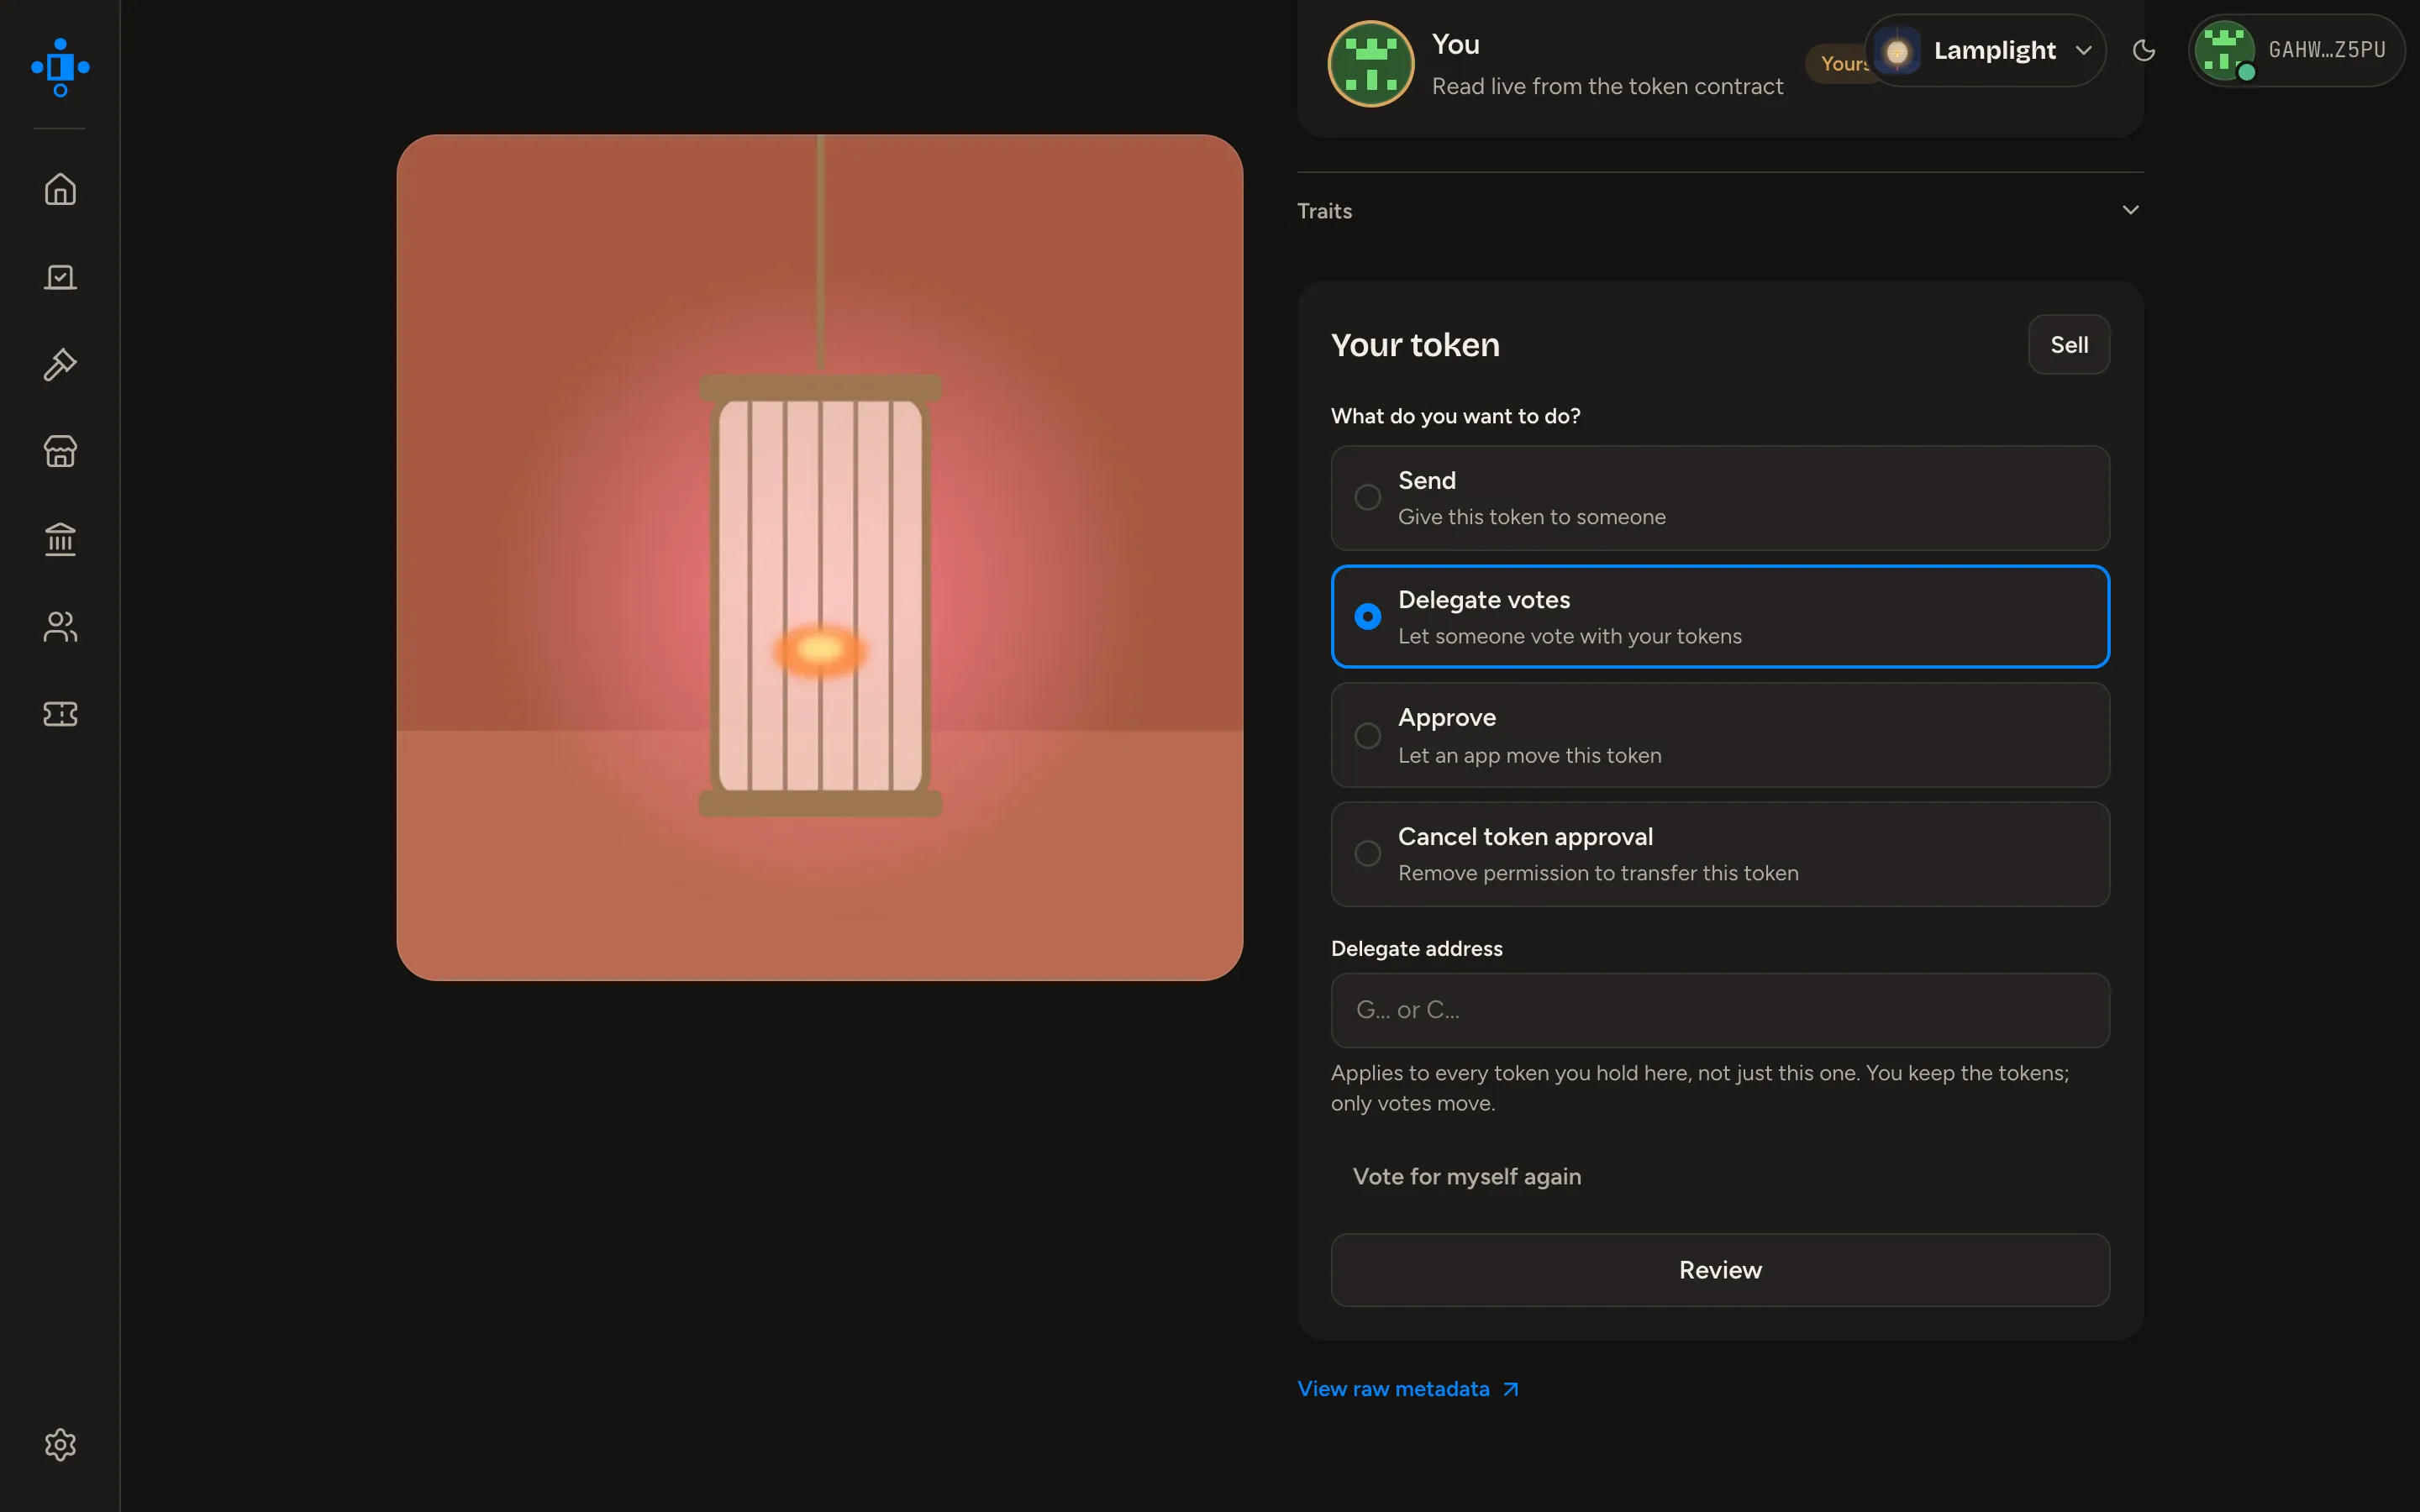 You
Read live from the token contract
Yours
Lamplight
GAHW…Z5PU
Traits
Your token
Sell
What do you want to do?
Send
Give this token to someone
Delegate votes
Let someone vote with your tokens
Approve
Let an app move this token
Cancel token approval
Remove permission to transfer this token
Delegate address
G... or C...
Applies to every token you hold here, not just this one. You keep the tokens;
only votes move.
Vote for myself again
Review
View raw metadata